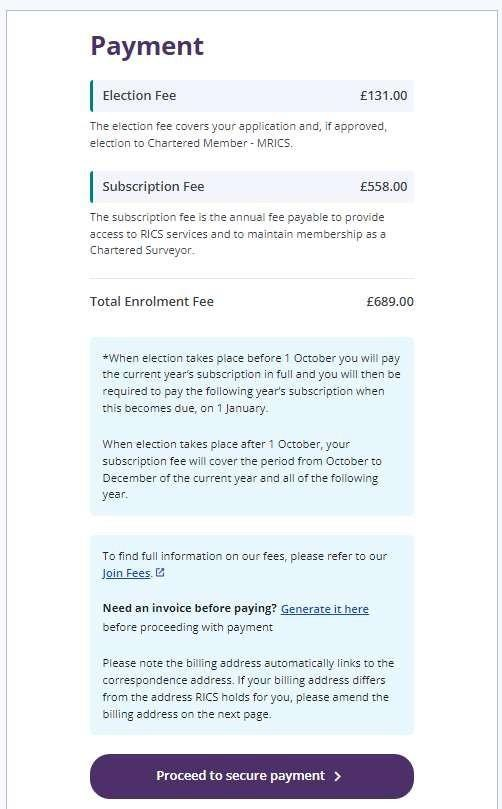 Payment
Election Fee £131.00
The election fee covers your application and, if approved,
election to Chartered Member - MRICS.
Subscription Fee £558.00
The subscription fee is the annual fee payable to provide
access to RICS services and to maintain membership as a
Chartered Surveyor.
Total Enrolment Fee £689.00
*When election takes place before 1 October you will pay
the current year's subscription in full and you will then be
required to pay the following year's subscription when
this becomes due, on 1 January.
When election takes place after 1 October, your
subscription fee will cover the period from October to
December of the current year and all of the following
year.
To find full information on our fees, please refer to our
Join Fees.
Need an invoice before paying? Generate it here
before proceeding with payment
Please note the billing address automatically links to the
correspondence address. If your billing address differs
from the address RICS holds for you, please amend the
billing address on the next page.
Proceed to secure payment >